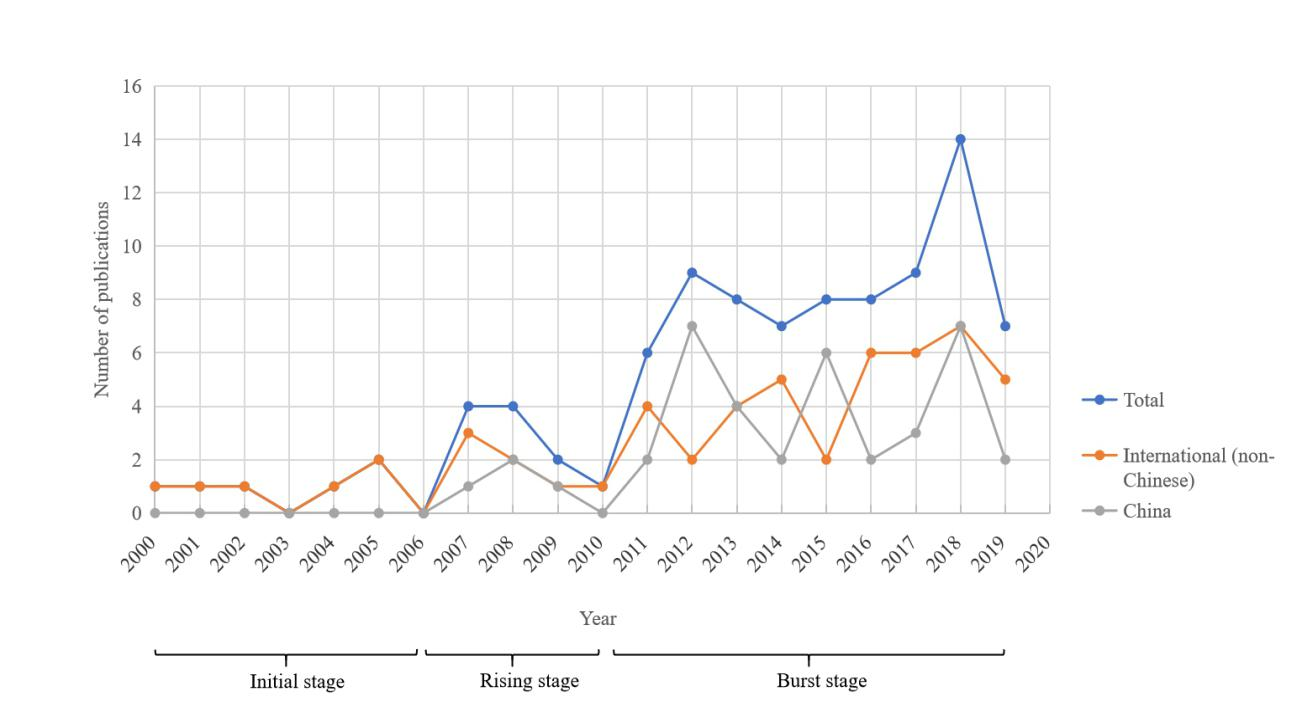 16
14
12
10
8
6
4
2
0
Number of publications
2000 2001 2002 2003 2004 2005 2006 2007 2008 2009 2010 2011 2012 2013 2014 2015 2016 2017 2018 2019 2020
Year
Total
International (non-
Chinese)
China
Initial stage
Rising stage
Burst stage